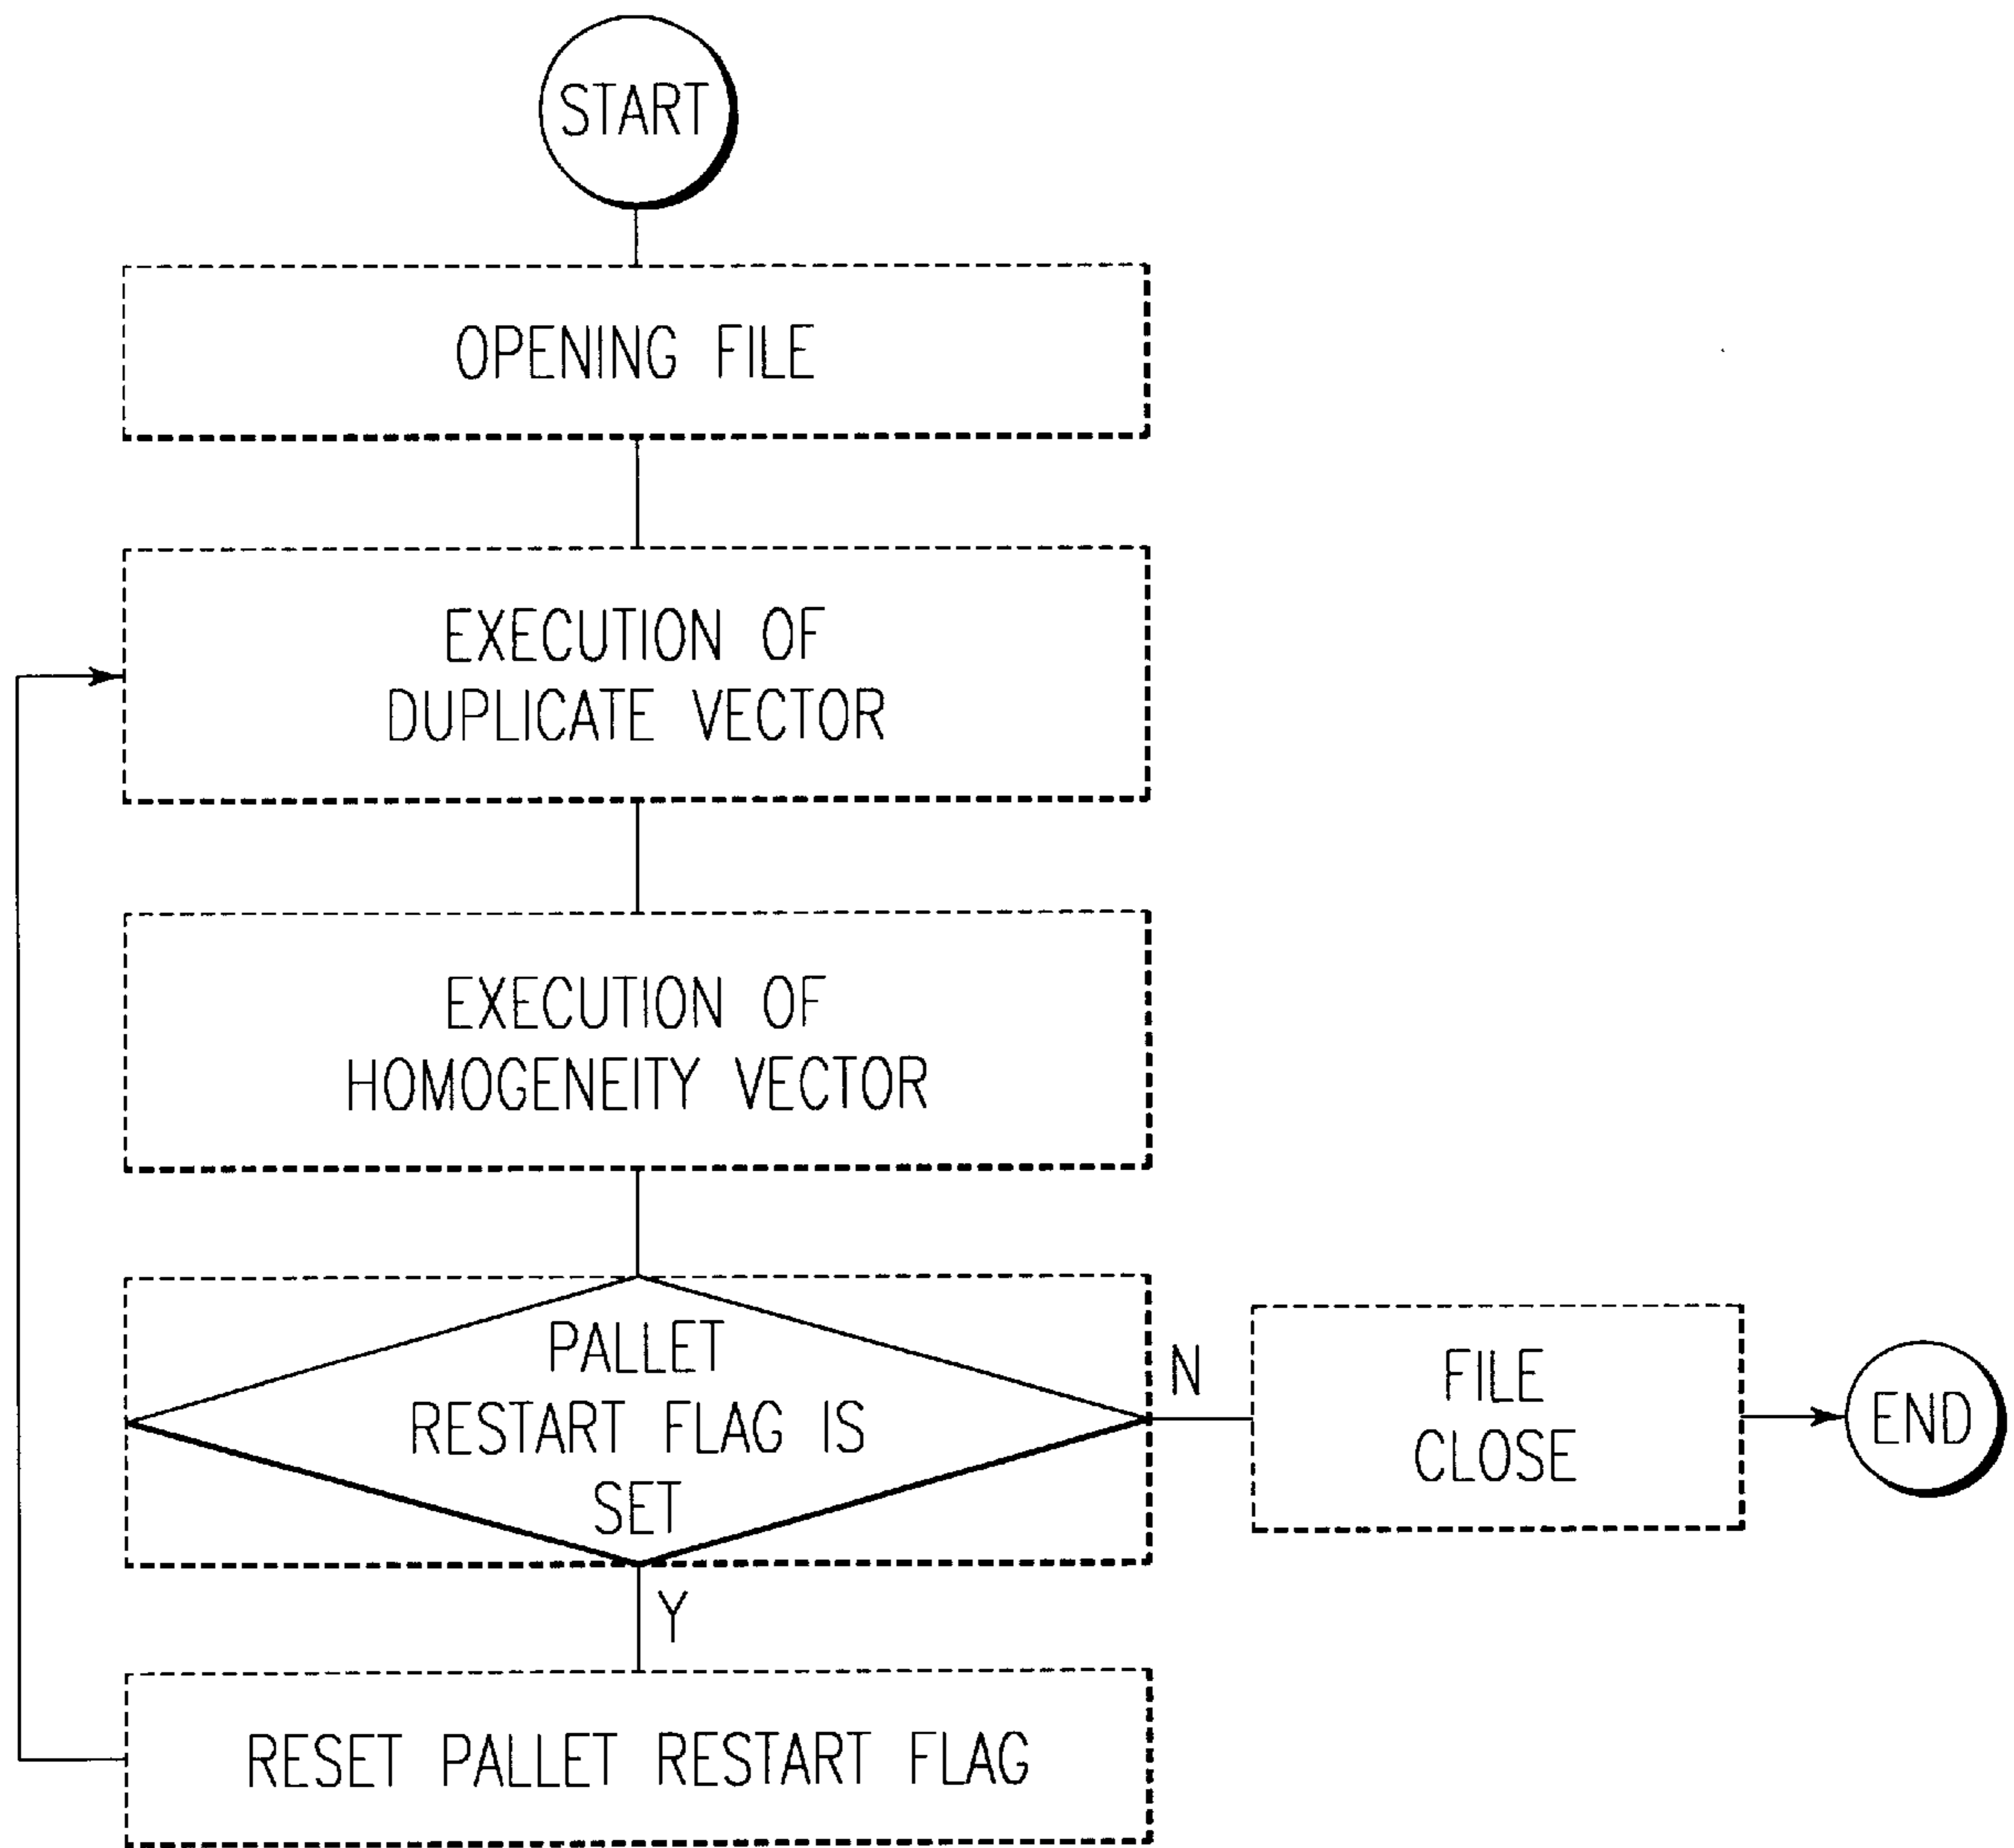 START
OPENING FILE
EXECUTION OF
DUPLICATE VECTOR
EXECUTION OF
HOMOGENEITY VECTOR
PALLET
RESTART FLAG IS
SET
N
FILE
CLOSE
END
Y
RESET PALLET RESTART FLAG